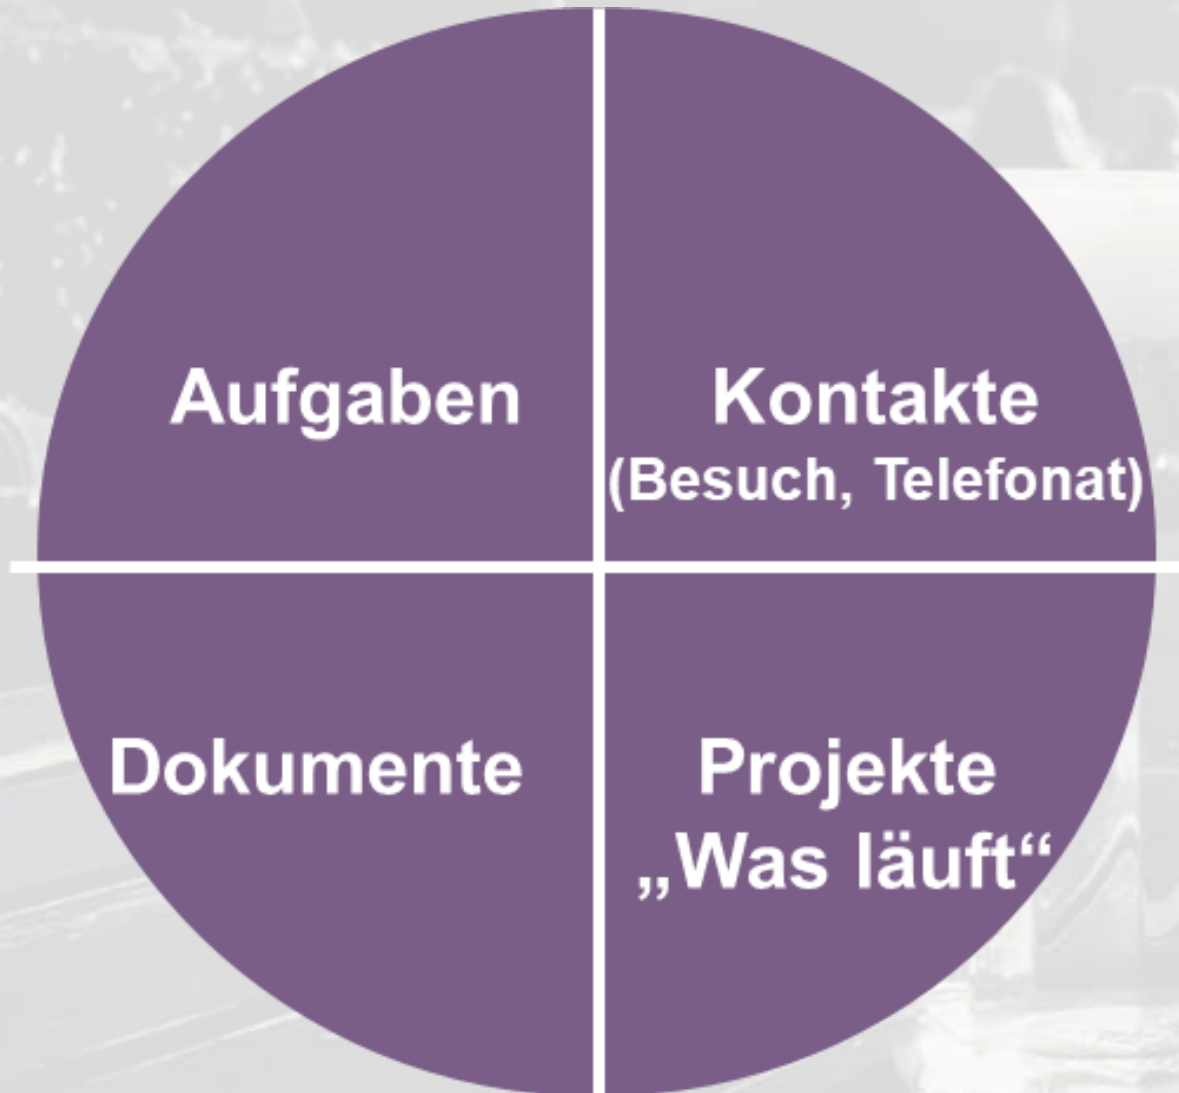 Aufgaben
Kontakte
(Besuch, Telefonat)
Dokumente
Projekte
„Was läuft“